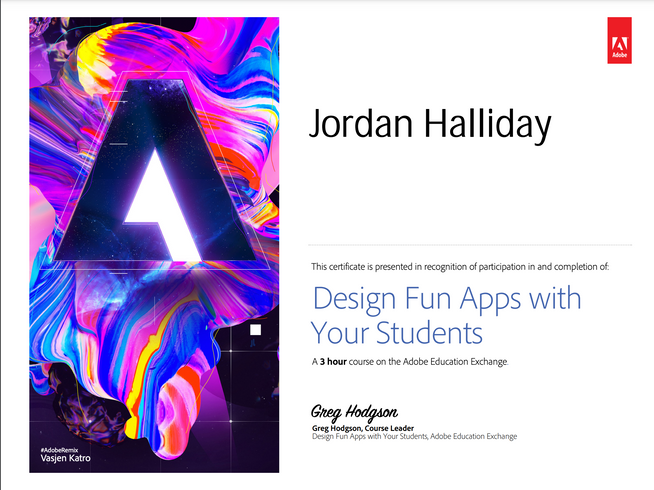 Adobe
Jordan Halliday
This certificate is presented in recognition of participation in and completion of:
Design Fun Apps with
Your Students
A 3 hour course on the Adobe Education Exchange.
Greg Hodgson
Greg Hodgson, Course Leader
Design Fun Apps with Your Students, Adobe Education Exchange
#AdobeRemix
Vasjen Katro